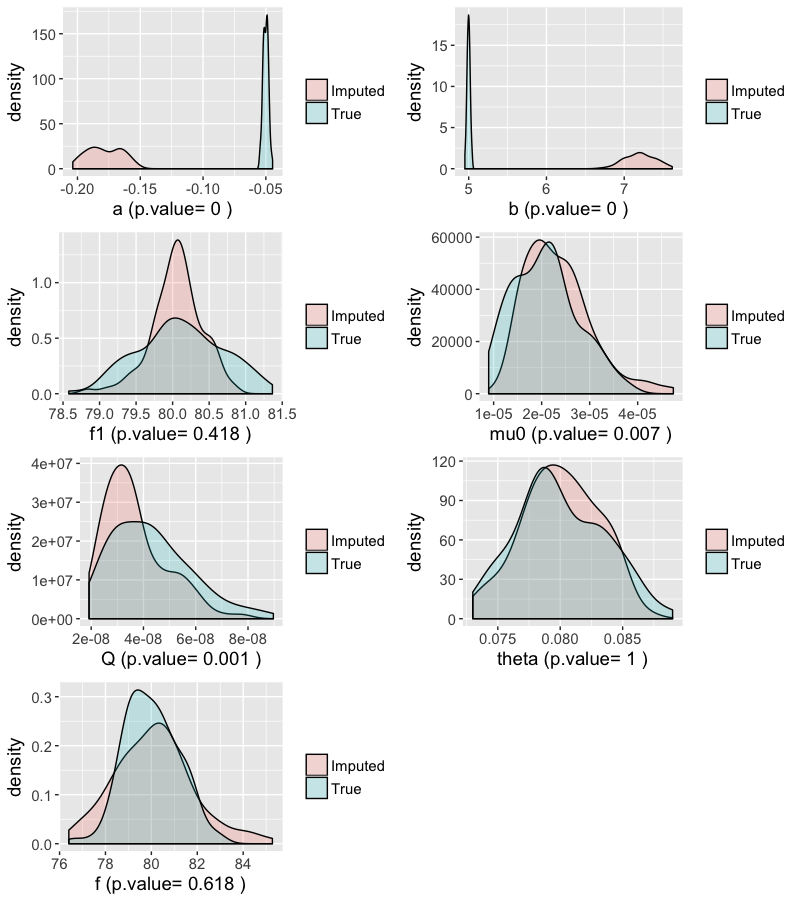 density
150
100
50
0
-0.20 -0.15 -0.10 -0.05
a (p.value= 0 )
Imputed
True
density
15
10
5
0
5 6 7
b (p.value= 0 )
Imputed
True
density
1.0
0.5
0.0
78.5 79.0 79.5 80.0 80.5 81.0 81.5
f1 (p.value= 0.418 )
Imputed
True
density
60000
40000
20000
0
1e-05 2e-05 3e-05 4e-05
mu0 (p.value= 0.007 )
Imputed
True
density
4e+07
3e+07
2e+07
1e+07
0e+00
2e-08 4e-08 6e-08 8e-08
Q (p.value= 0.001 )
Imputed
True
density
120
90
60
30
0
0.075 0.080 0.085
theta (p.value= 1 )
Imputed
True
density
0.3
0.2
0.1
0.0
76 78 80 82 84
f (p.value= 0.618 )
Imputed
True